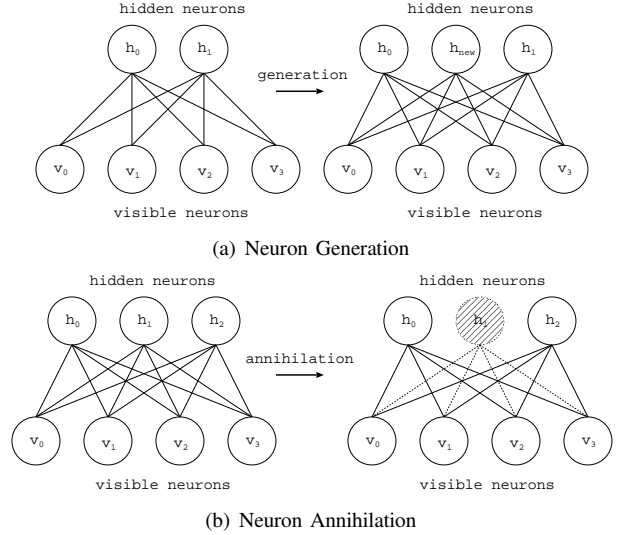 hidden neurons
hidden neurons
h0
h1
h0
hnew
h1
generation
v0
v1
v2
v3
v0
v1
v2
v3
visible neurons
visible neurons
(a) Neuron Generation
hidden neurons
hidden neurons
h0
h1
h2
h0
h1
h2
annihilation
v0
v1
v2
v3
v0
v1
v2
v3
visible neurons
visible neurons
(b) Neuron Annihilation